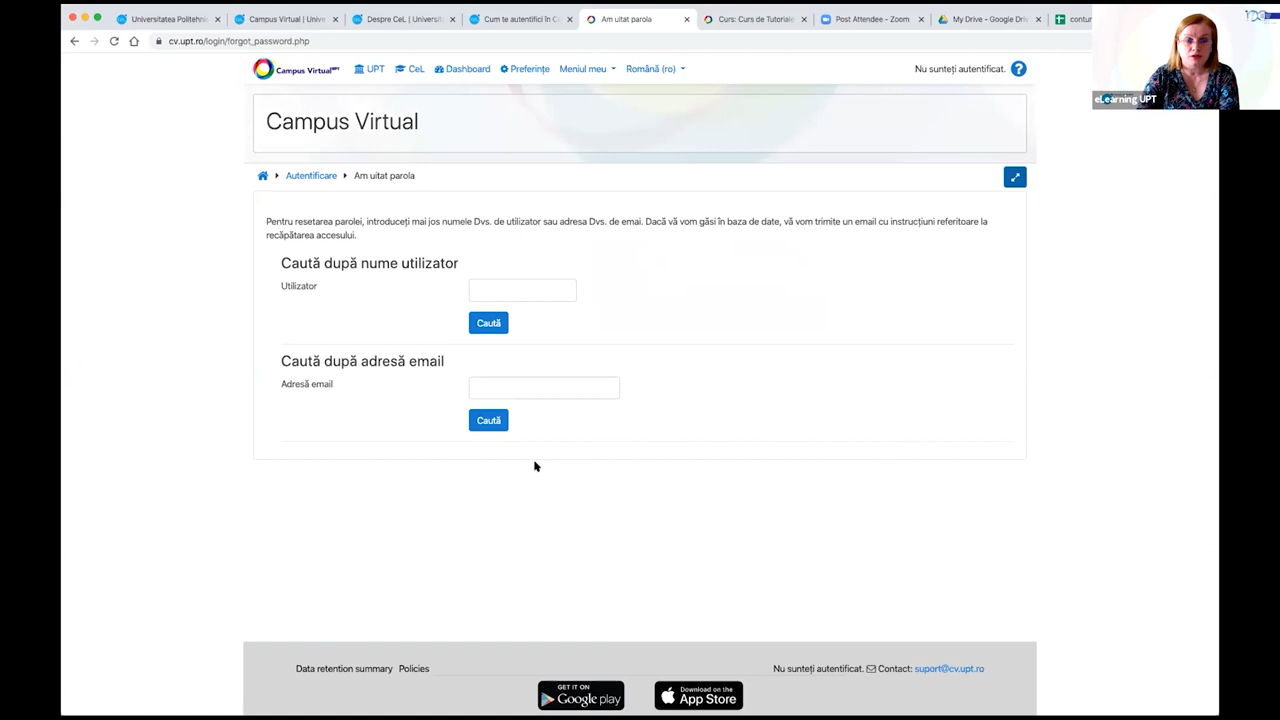 Universitatea Politehnic
Campus Virtual | Unive
Despre CeL | Universita
Cum te autentifici în C
Am uitat parola
Curs: Curs de Tutoriale
Post Attendee - Zoom
My Drive - Google Driv
contur
cv.upt.ro/login/forgot_password.php
eLearning UPT
Campus Virtual UPT
UPT
CeL
Dashboard
Preferințe
Meniul meu
Română (ro)
Nu sunteți autentificat.
Campus Virtual
Autentificare
Am uitat parola
Pentru resetarea parolei, introduceți mai jos numele Dvs. de utilizator sau adresa Dvs. de emai. Dacă vă vom găsi în baza de date, vă vom trimite un email cu instrucțiuni referitoare la
recăpătarea accesului.
Caută după nume utilizator
Utilizator
Caută
Caută după adresă email
Adresă email
Caută
Data retention summary Policies
Nu sunteți autentificat. Contact: suport@cv.upt.ro
GET IT ON
Google play
Download on the
App Store